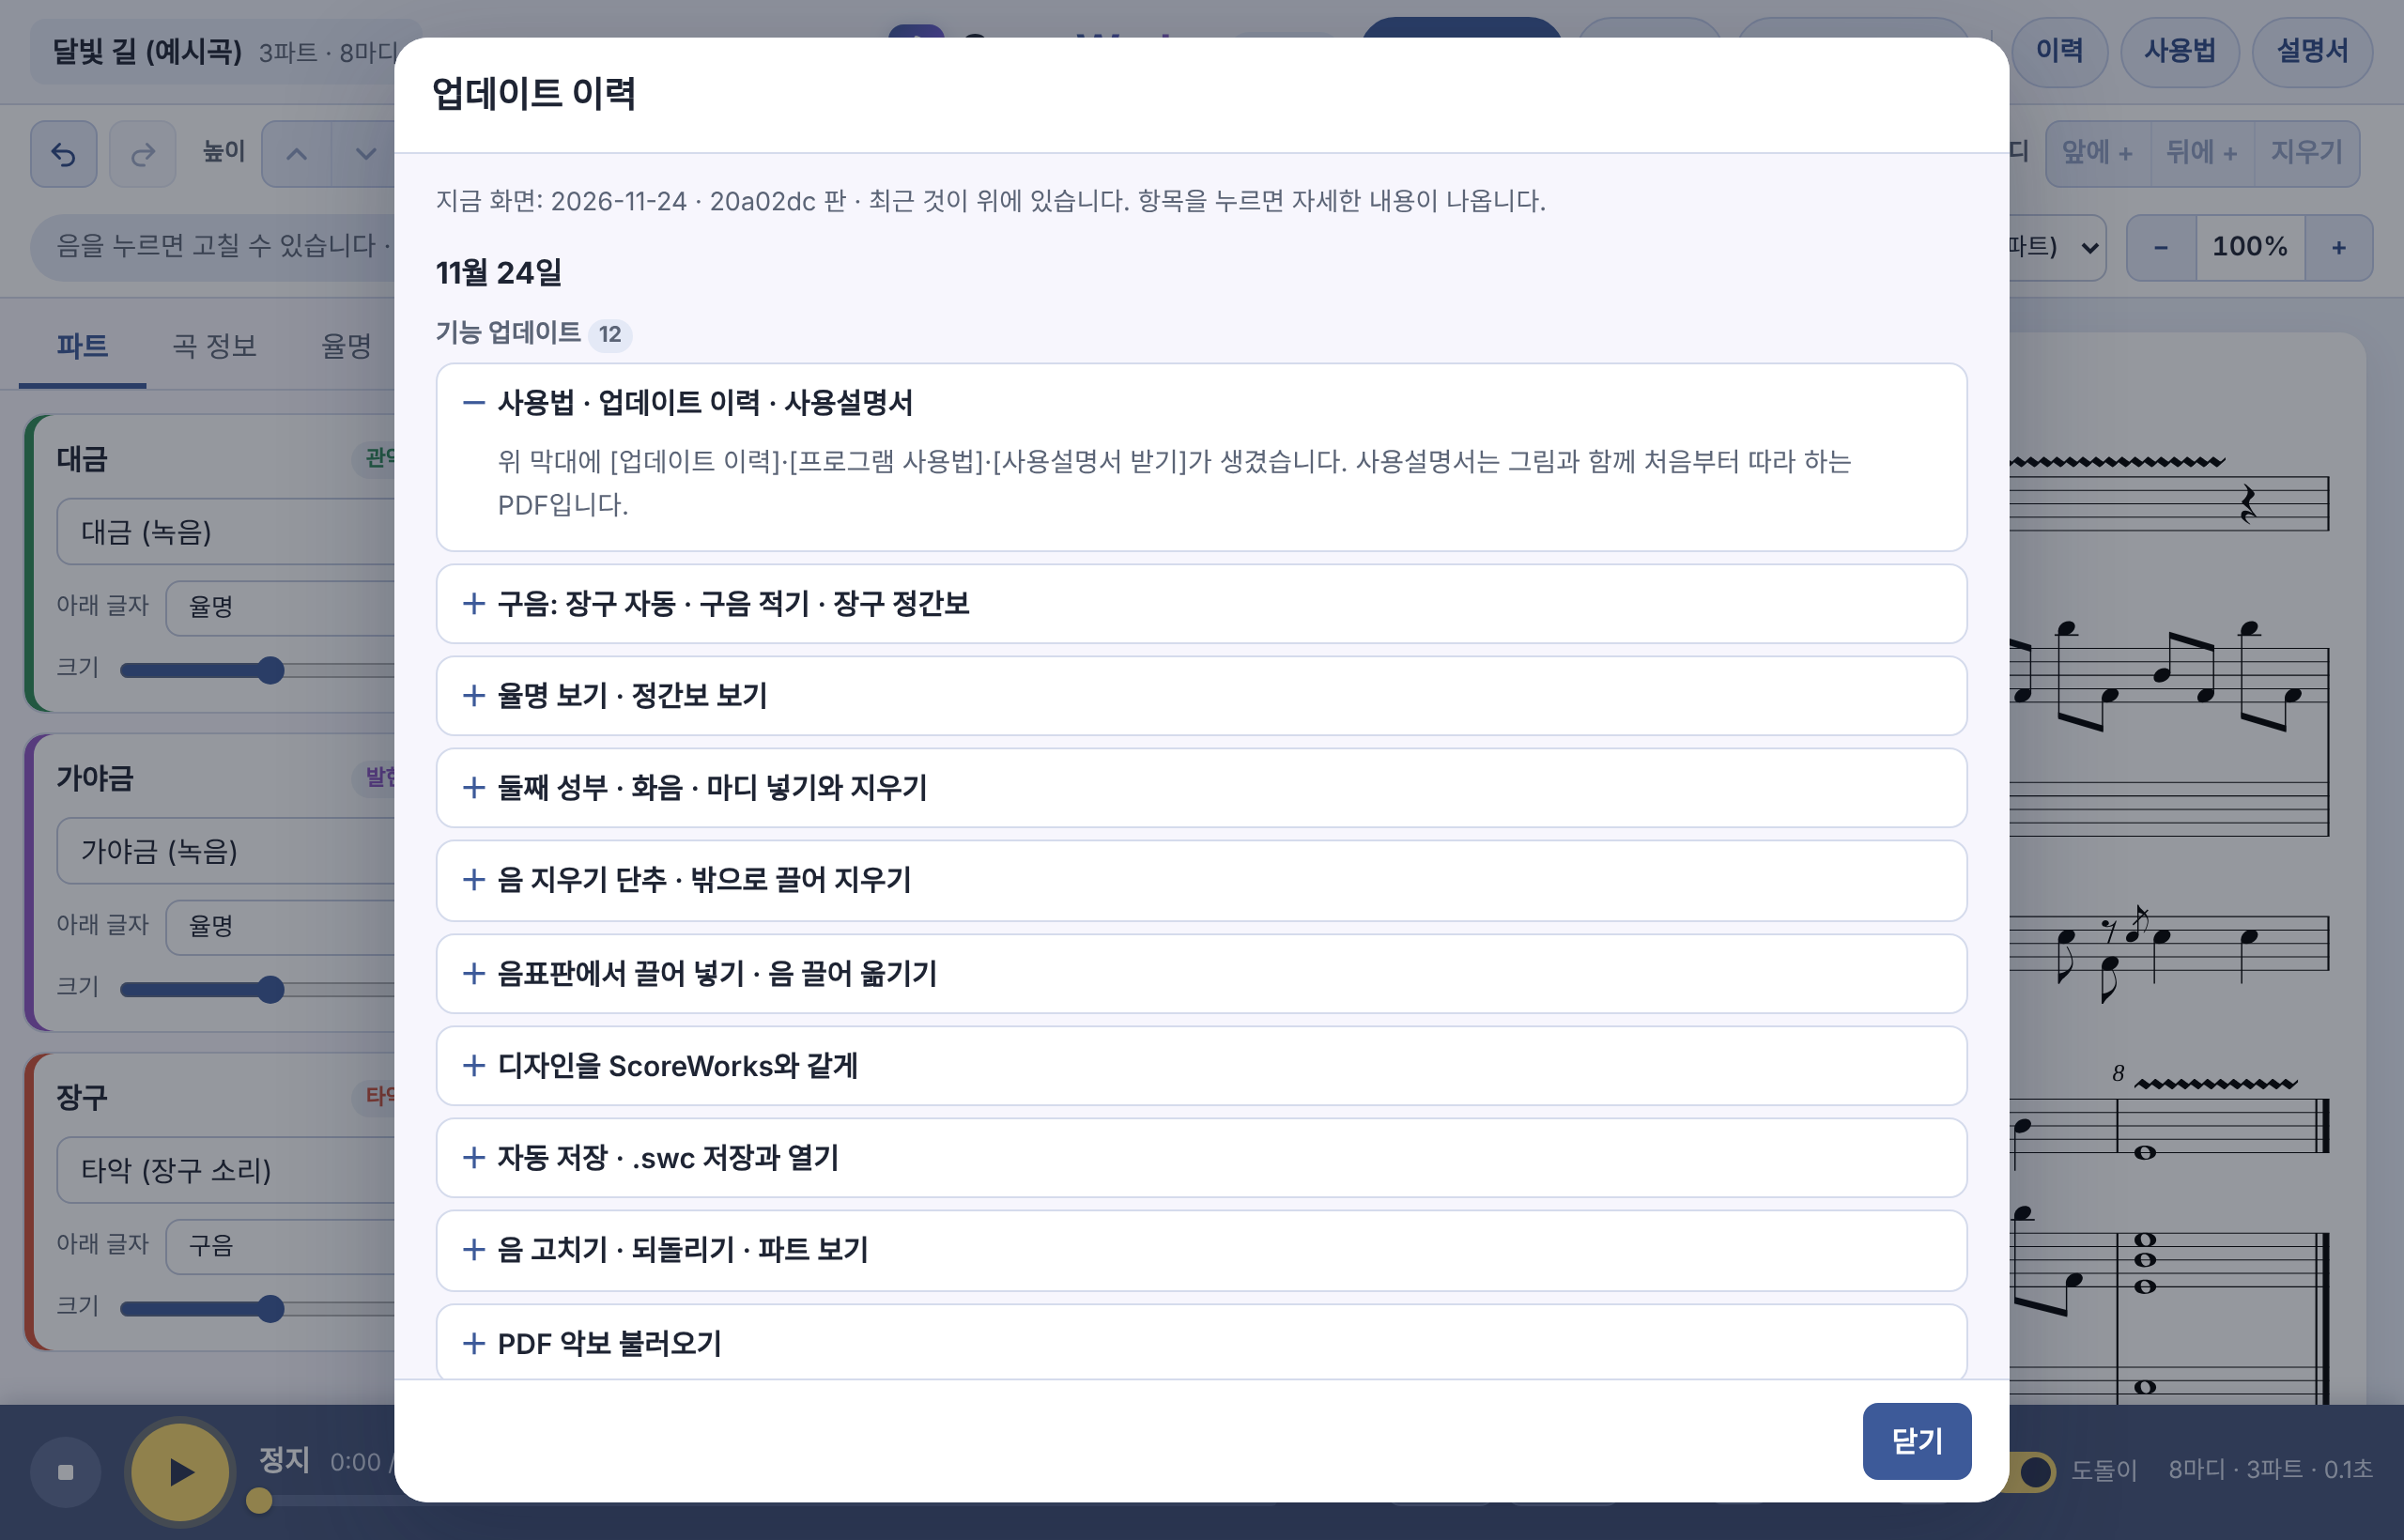 달빛 길 (예시곡) 3파트 · 8마디
이력 사용법 설명서
높이
앞에 + 뒤에 + 지우기
음을 누르면 고칠 수 있습니다 ·
파트)
− 100% +
파트 곡 정보 율명
대금
대금 (녹음)
아래 글자 율명
크기
가야금
가야금 (녹음)
아래 글자 율명
크기
장구
타악 (장구 소리)
아래 글자 구음
크기
업데이트 이력
지금 화면: 2026-11-24 · 20a02dc 판 · 최근 것이 위에 있습니다. 항목을 누르면 자세한 내용이 나옵니다.
11월 24일
기능 업데이트 12
사용법 · 업데이트 이력 · 사용설명서
위 막대에 [업데이트 이력]·[프로그램 사용법]·[사용설명서 받기]가 생겼습니다. 사용설명서는 그림과 함께 처음부터 따라 하는
PDF입니다.
구음: 장구 자동 · 구음 적기 · 장구 정간보
율명 보기 · 정간보 보기
둘째 성부 · 화음 · 마디 넣기와 지우기
음 지우기 단추 · 밖으로 끌어 지우기
음표판에서 끌어 넣기 · 음 끌어 옮기기
디자인을 ScoreWorks와 같게
자동 저장 · .swc 저장과 열기
음 고치기 · 되돌리기 · 파트 보기
PDF 악보 불러오기
닫기
8
정지 0:00 /
도돌이 8마디 · 3파트 · 0.1초